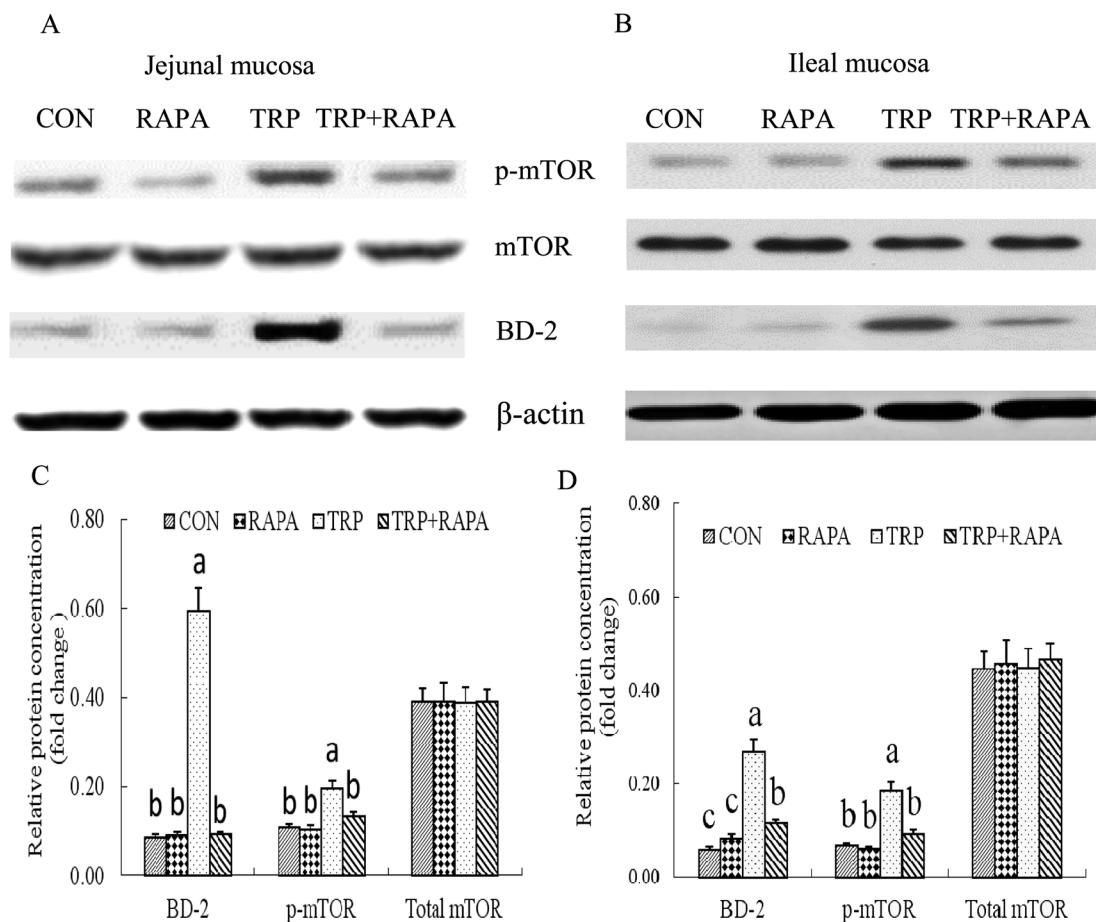 A
Jejunal mucosa
CON RAPA TRP TRP+RAPA
B
Ileal mucosa
CON RAPA TRP TRP+RAPA
p-mTOR
mTOR
BD-2
β-actin
C
Relative protein concentration
(fold change )
0.80
0.60
0.40
0.20
0.00
CON RAPA TRP TRP+RAPA
b b a b
b b a b
BD-2 p-mTOR Total mTOR
D
Relative protein concentration
(fold change)
0.80
0.60
0.40
0.20
0.00
CON RAPA TRP TRP+RAPA
c c a b
b b a b
BD-2 p-mTOR Total mTOR